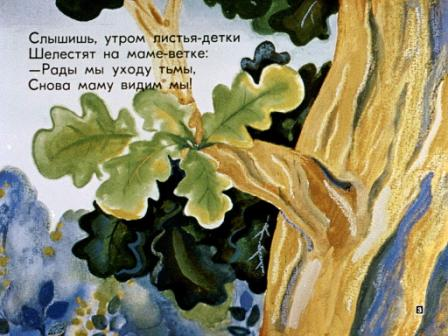 Слышишь, утром листья-детки
Шелестят на маме-ветке:
—Рады мы уходу тьмы,
Снова маму видим мы!
3